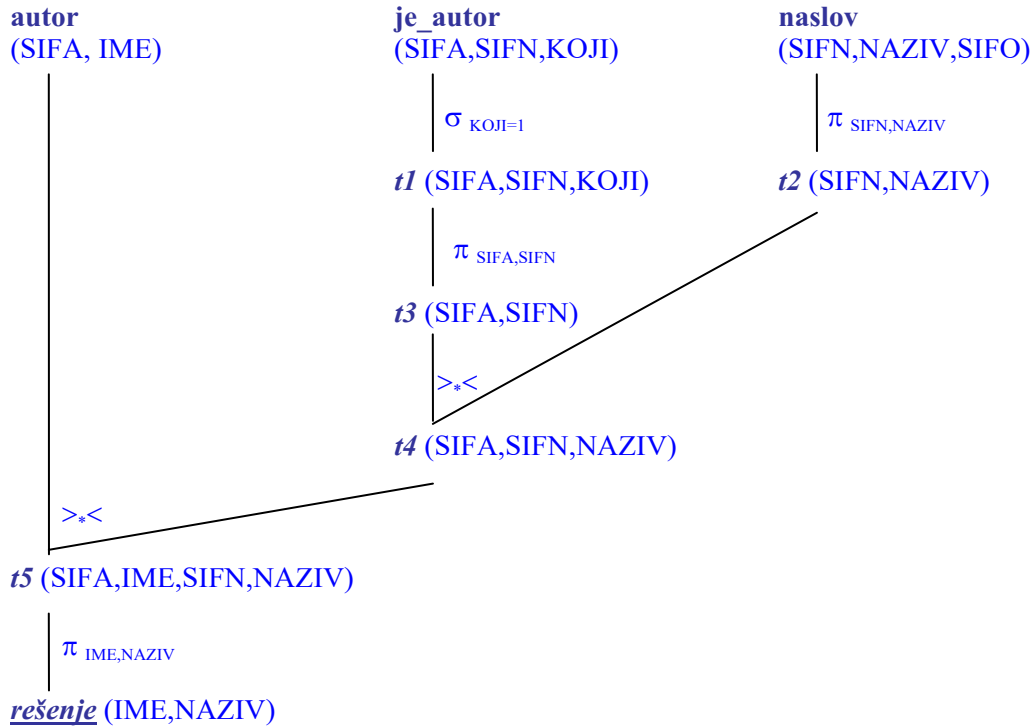 autor je_autor naslov
(SIFA, IME) (SIFA,SIFN,KOJI) (SIFN,NAZIV,SIFO)
σ KOJI=1 π SIFN,NAZIV
t1 (SIFA,SIFN,KOJI) t2 (SIFN,NAZIV)
π SIFA,SIFN
t3 (SIFA,SIFN)
>*<
t4 (SIFA,SIFN,NAZIV)
>*<
t5 (SIFA,IME,SIFN,NAZIV)
π IME,NAZIV
rešenje (IME,NAZIV)